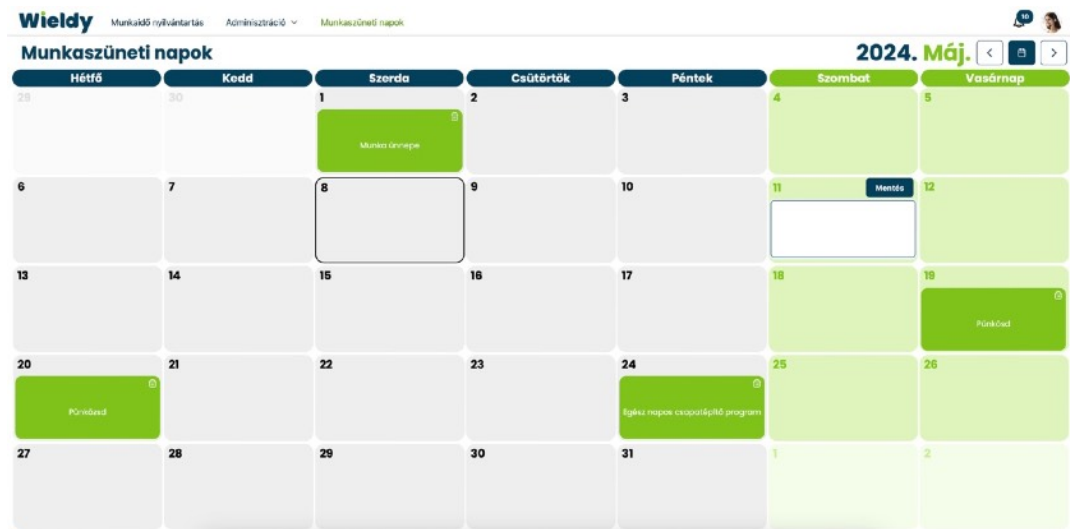 Wieldy Munkaidő nyilvántartás Adminisztráció Munkaszüneti napok 10
Munkaszüneti napok 2024. Máj.
Hétfő Kedd Szerda Csütörtök Péntek Szombat Vasárnap
29 30 1 2 3 4 5
Munka ünnepe
6 7 8 9 10 11 Mentés 12
13 14 15 16 17 18 19
Pünkösd
20 21 22 23 24 25 26
Pünkösd Egész napos csapatépítő program
27 28 29 30 31 1 2